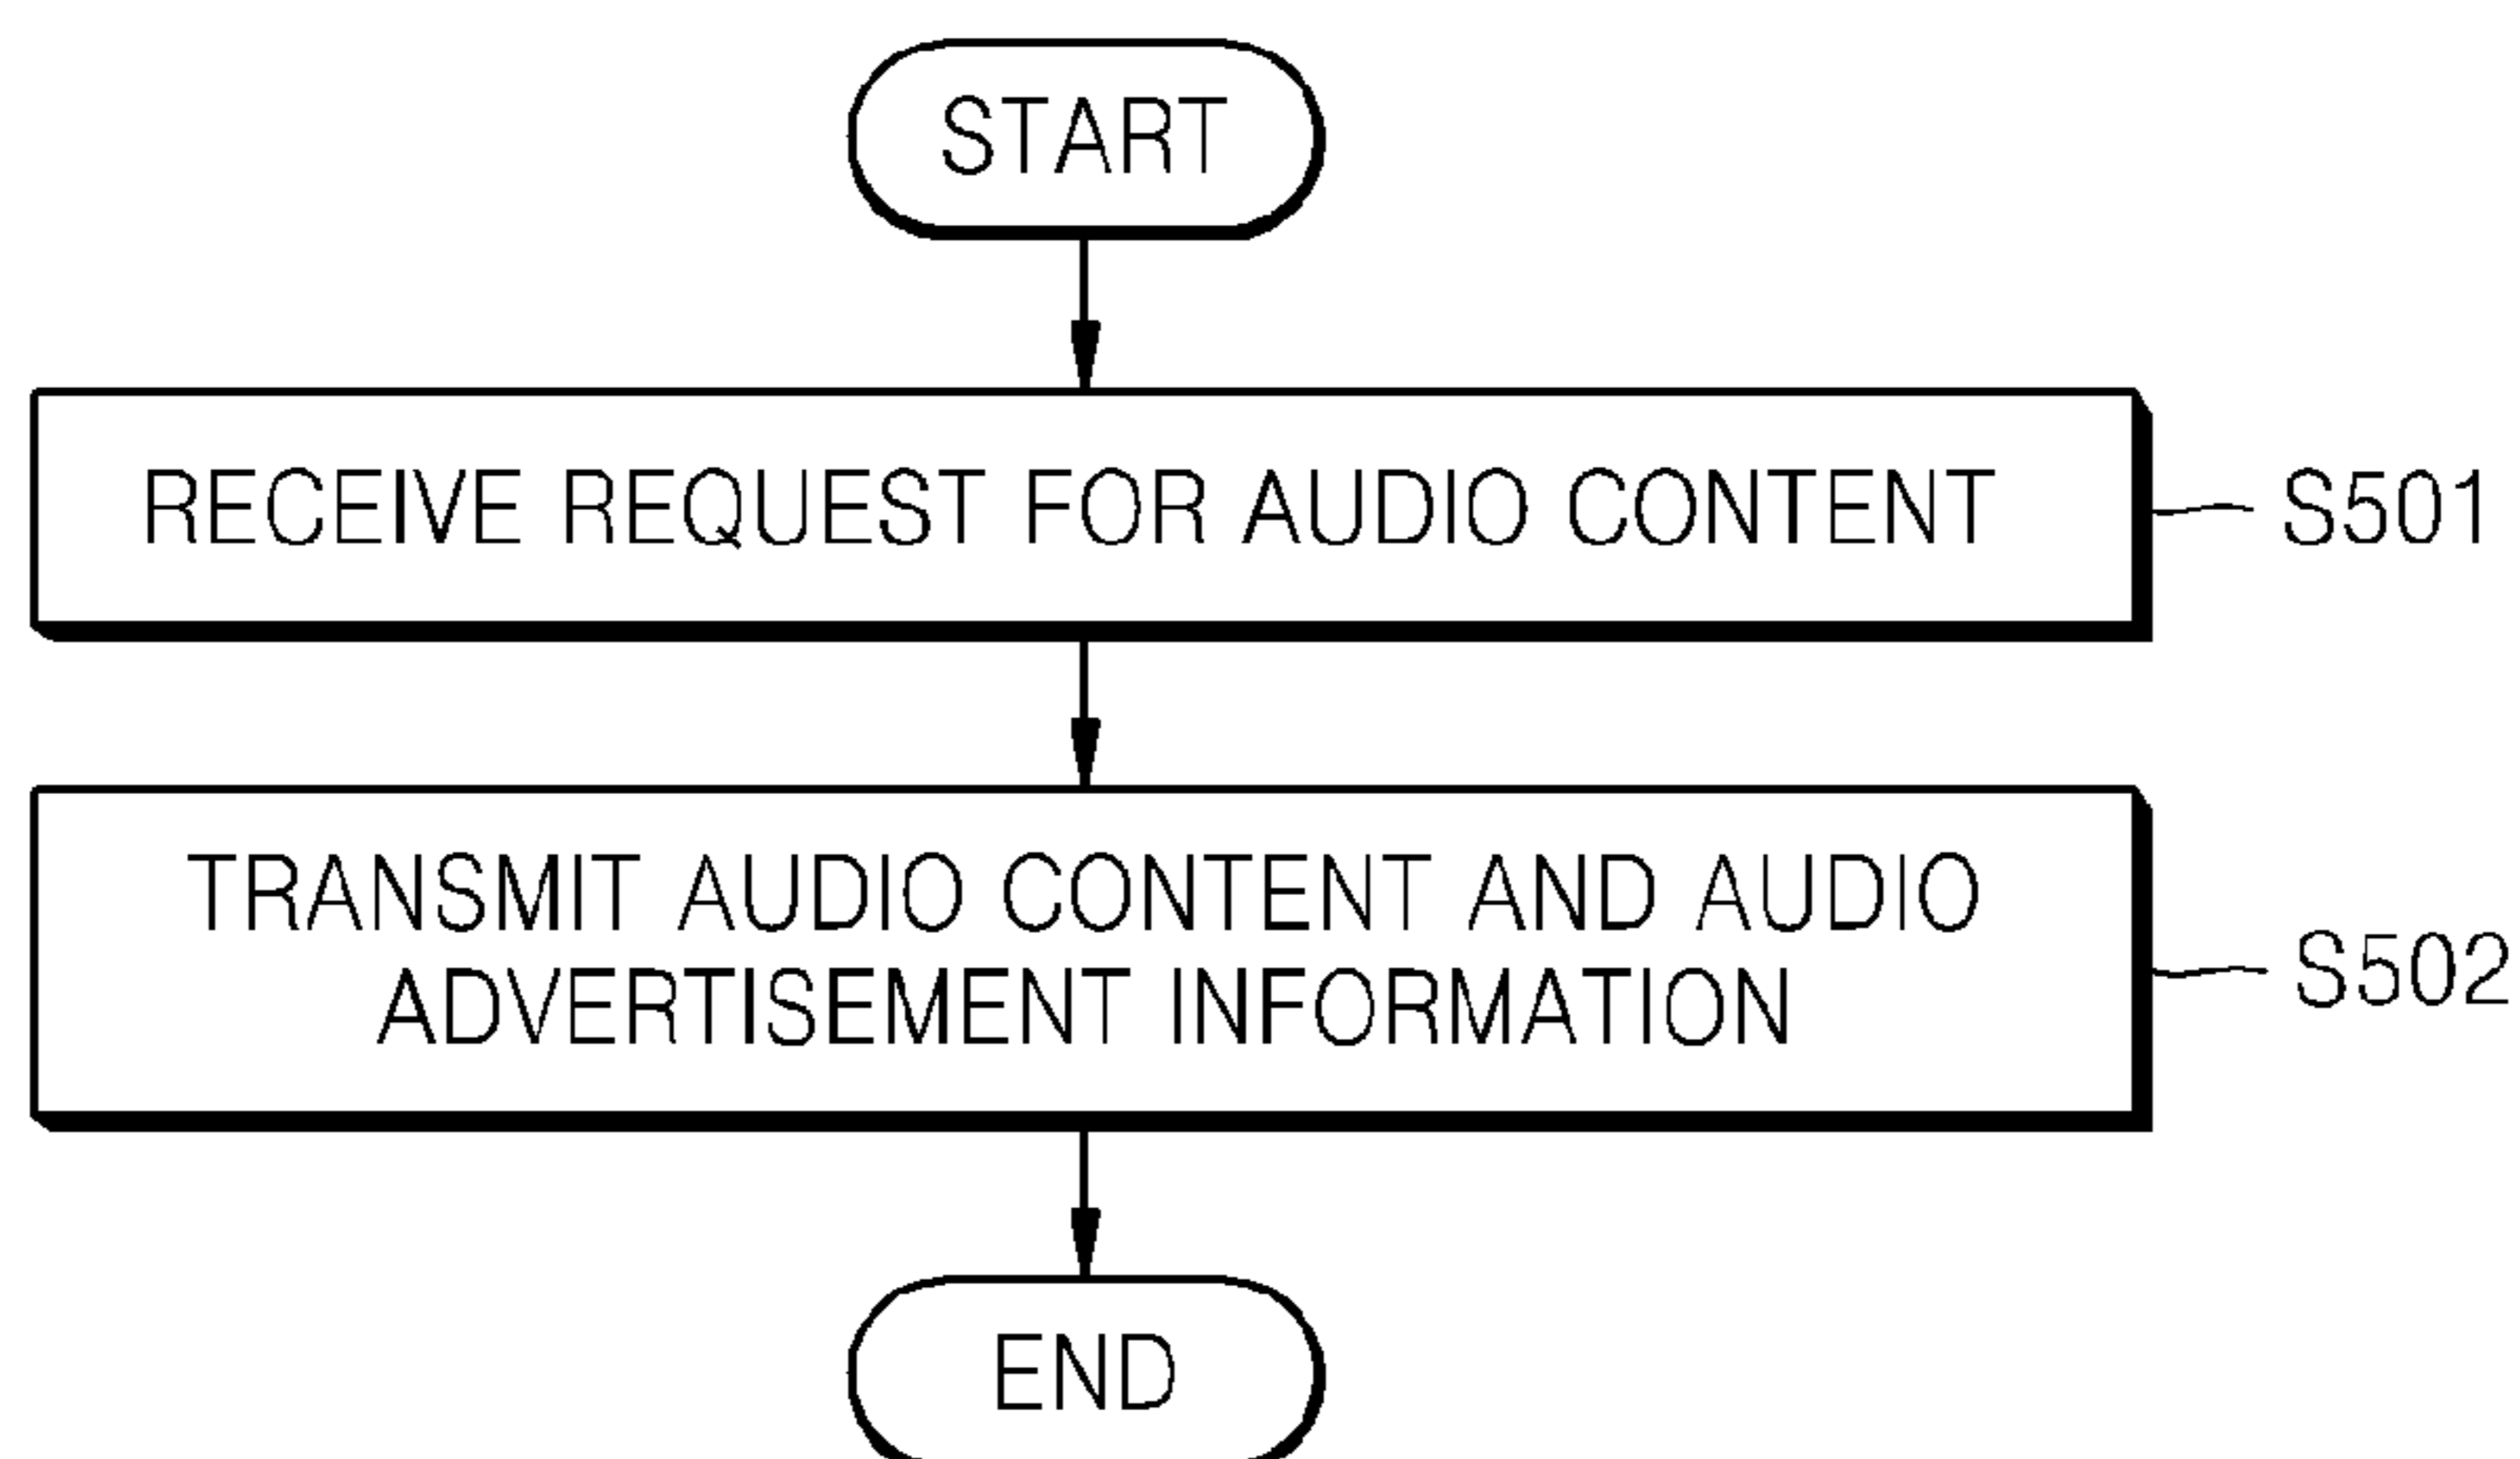 START
RECEIVE REQUEST FOR AUDIO CONTENT
S501
TRANSMIT AUDIO CONTENT AND AUDIO
ADVERTISEMENT INFORMATION
S502
END